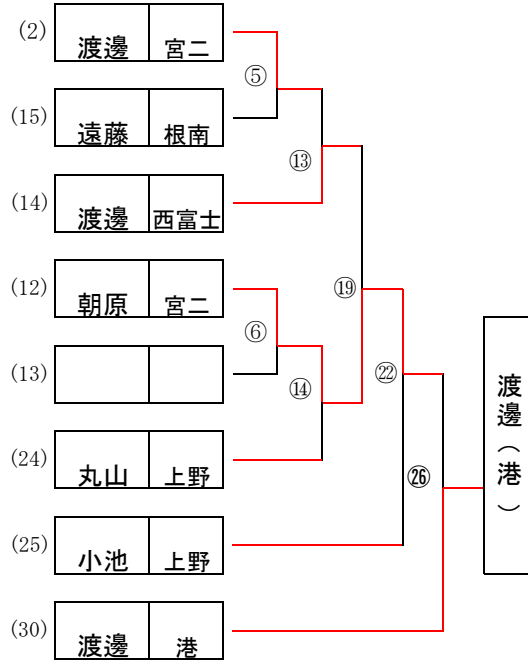 (2) 渡邊 宮二
⑤
(15) 遠藤 根南
⑬
(14) 渡邊 西富士
⑲
(12) 朝原 宮二
⑥
(13)
⑭
㉒
(24) 丸山 上野
㉖
(25) 小池 上野
(30) 渡邊 港
渡邊（港）